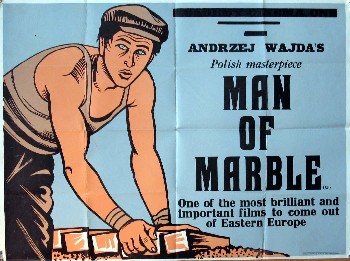 ANDRZEJ WAJDA'S
Polish masterpiece
MAN
OF
MARBLE
One of the most brilliant and
important films to come out
of Eastern Europe